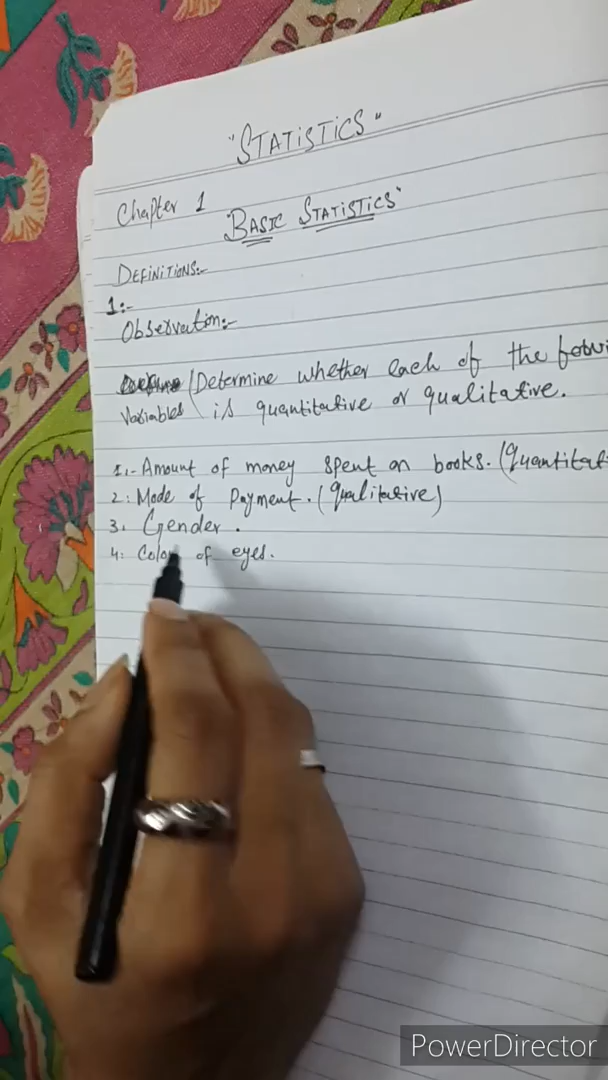 "STATISTICS"
Chapter 1
"BASIC STATISTICS"
DEFINITIONS:-
1:-
Observation:-
Determine whether each of the
Variables is quantitative or qualitative.
1.- Amount of money spent on books. (Quantitati
2: Mode of Payment. (Qualitative)
3. Gender.
4: Color of eyes.
PowerDirector